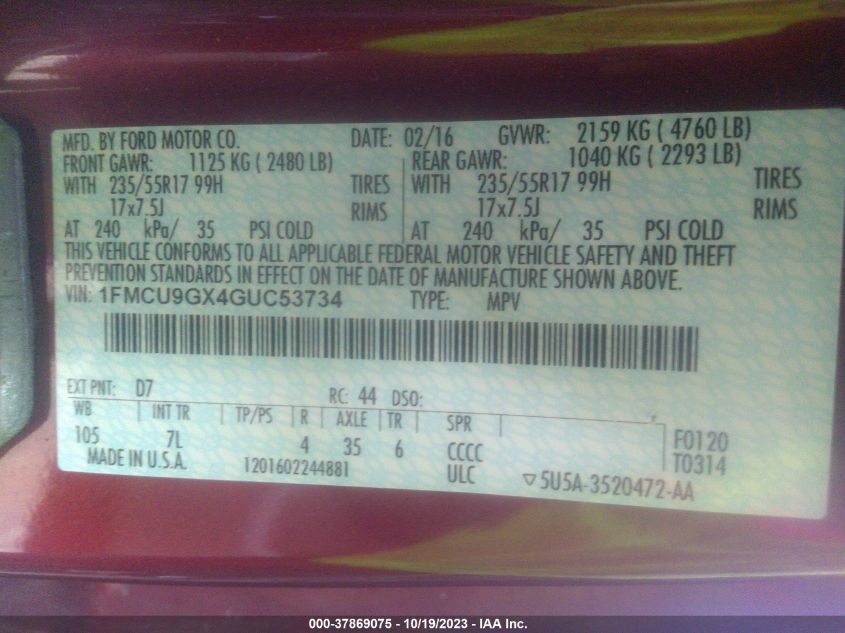 MFD. BY FORD MOTOR CO. DATE: 02/16 GVWR: 2159 KG ( 4760 LB)
FRONT GAWR: 1125 KG ( 2480 LB) REAR GAWR: 1040 KG ( 2293 LB)
WITH 235/55R17 99H TIRES WITH 235/55R17 99H TIRES
17x7.5J RIMS 17x7.5J RIMS
AT 240 kPa/ 35 PSI COLD AT 240 kPa/ 35 PSI COLD
THIS VEHICLE CONFORMS TO ALL APPLICABLE FEDERAL MOTOR VEHICLE SAFETY AND THEFT
PREVENTION STANDARDS IN EFFECT ON THE DATE OF MANUFACTURE SHOWN ABOVE.
VIN: 1FMCU9GX4GUC53734 TYPE: MPV
EXT PNT: D7 RC: 44 DSO:
WB INT TR TP/PS R AXLE TR SPR
105 7L 4 35 6 CCCC F0120
MADE IN U.S.A. 1201602244881 ULC T0314
5U5A-3520472-AA
000-37869075 - 10/19/2023 - IAA Inc.